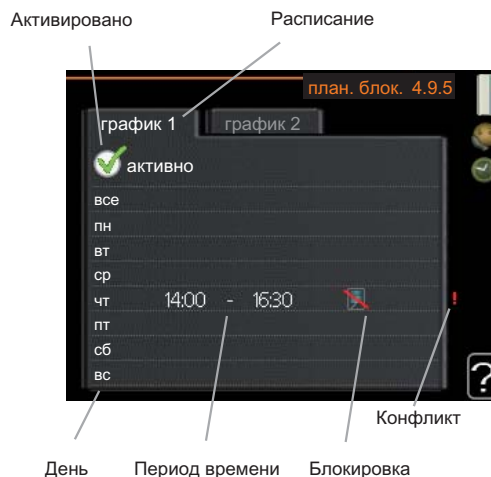 Активировано
Расписание
план. блок. 4.9.5
график 1
график 2
активно
все
пн
вт
ср
чт 14:00 - 16:30 !
пт
сб
вс
?
Конфликт
День
Период времени
Блокировка